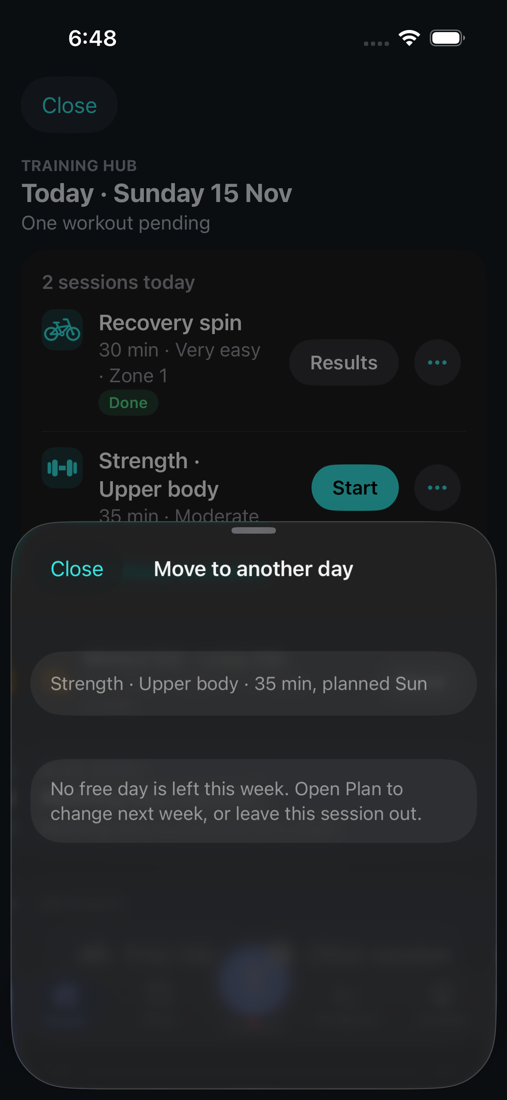 6:48
Close
TRAINING HUB
Today · Sunday 15 Nov
One workout pending
2 sessions today
Recovery spin
30 min · Very easy
· Zone 1
Results
Done
Strength ·
Upper body
35 min · Moderate
Start
Close
Move to another day
Strength · Upper body · 35 min, planned Sun
No free day is left this week. Open Plan to
change next week, or leave this session out.